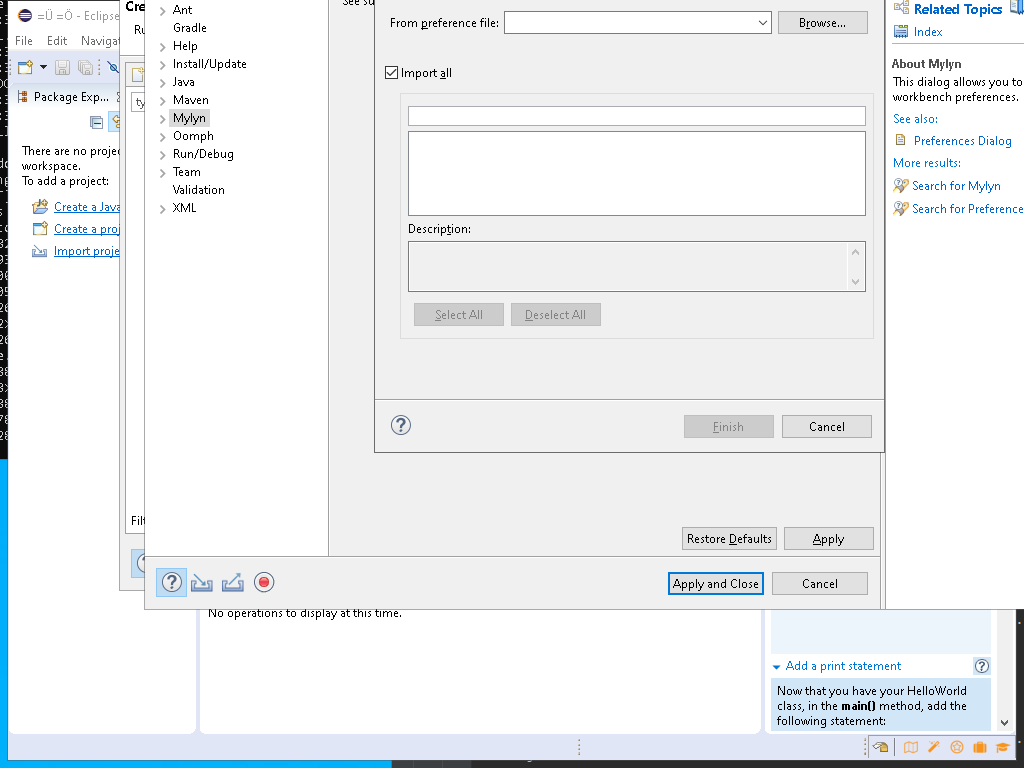 =Ü =Ö - Eclipse
File Edit Navigat
Package Exp...
There are no proje
workspace.
To add a project:
Create a Java
Create a proj
Import proje
Cre
Ru
ty
Filt
Ant
Gradle
Help
Install/Update
Java
Maven
Mylyn
Oomph
Run/Debug
Team
Validation
XML
See su
From preference file:
Browse...
Import all
Description:
Select All
Deselect All
Finish
Cancel
Restore Defaults
Apply
Apply and Close
Cancel
Related Topics
Index
About Mylyn
This dialog allows you to
workbench preferences.
See also:
Preferences Dialog
More results:
Search for Mylyn
Search for Preference
No operations to display at this time.
Add a print statement
Now that you have your HelloWorld
class, in the main() method, add the
following statement: